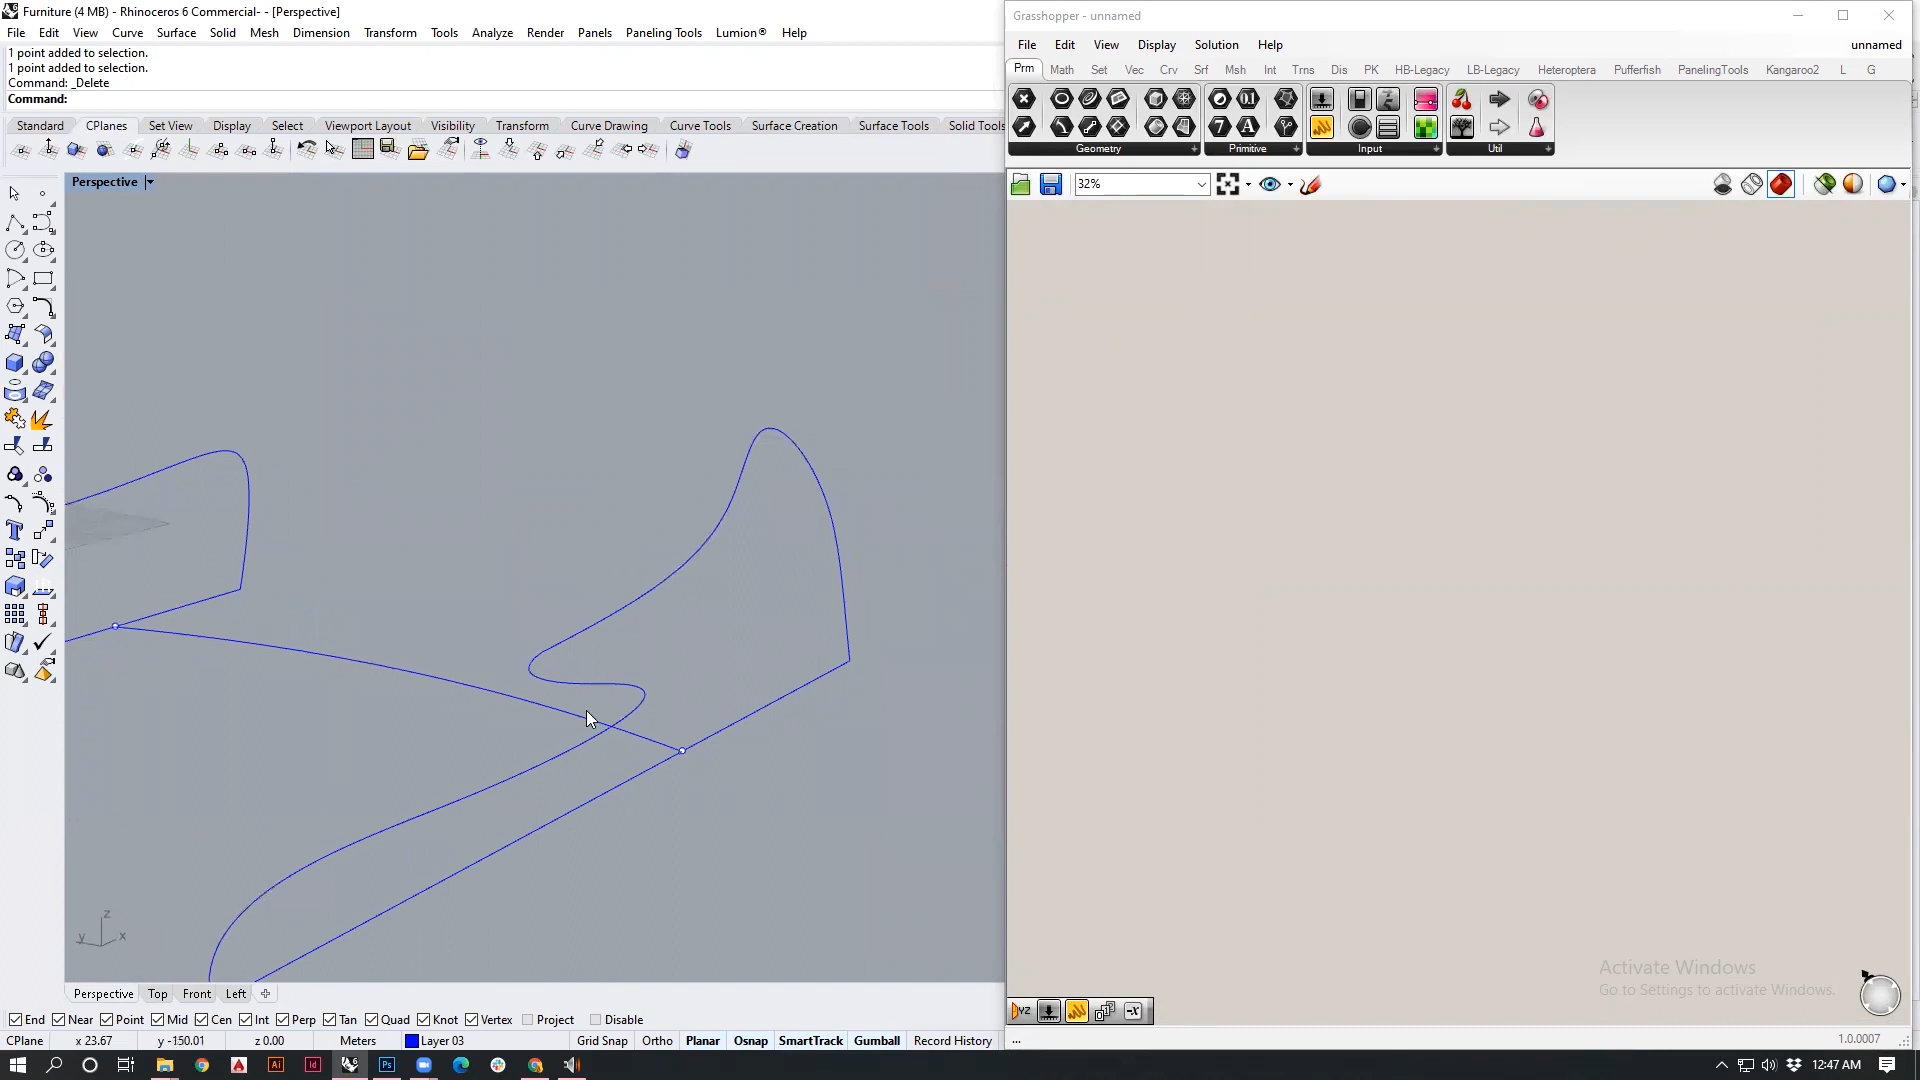 Furniture (4 MB) - Rhinoceros 6 Commercial- - [Perspective]
File Edit View Curve Surface Solid Mesh Dimension Transform Tools Analyze Render Panels Paneling Tools Lumion® Help
1 point added to selection.
1 point added to selection.
Command: _Delete
Command:
Standard CPlanes Set View Display Select Viewport Layout Visibility Transform Curve Drawing Curve Tools Surface Creation Surface Tools Solid Tools
Perspective
z
y x
Perspective Top Front Left
End Near Point Mid Cen Int Perp Tan Quad Knot Vertex Project Disable
CPlane x 23.67 y -150.01 z 0.00 Meters Layer 03 Grid Snap Ortho Planar Osnap SmartTrack Gumball Record History
Grasshopper - unnamed
File Edit View Display Solution Help unnamed
Prm Math Set Vec Crv Srf Msh Int Trns Dis PK HB-Legacy LB-Legacy Heteroptera Pufferfish PanelingTools Kangaroo2 L G
Geometry Primitive Input Util
32%
Activate Windows
Go to Settings to activate Windows.
... 1.0.0007
12:47 AM